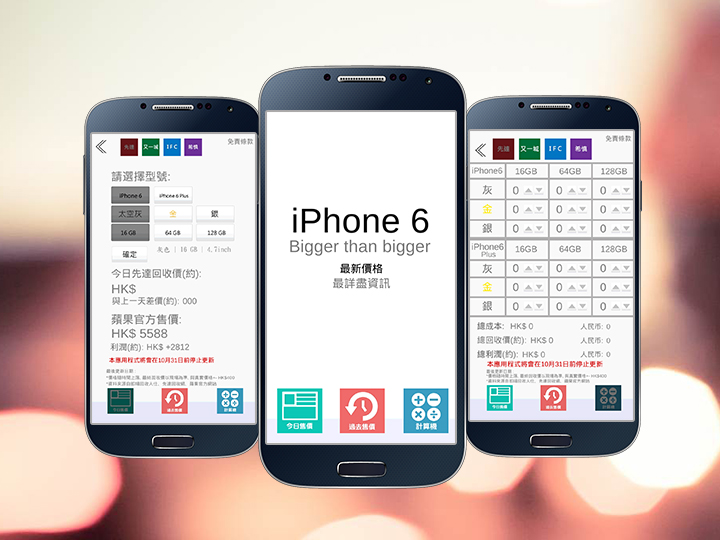 先達 又一城 IFC 希慎
免責條款
請選擇型號:
iPhone 6 iPhone 6 Plus
太空灰 金 銀
16 GB 64 GB 128 GB
確定 灰色 | 16 GB | 4.7inch
今日先達回收價(約):
HK$
與上一天差價(約): 000
蘋果官方售價:
HK$ 5588
利潤(約): HK$ +2812
本應用程式將會在10月31日前停止更新
最後更新日期:
今日售價 過去售價 計算機
iPhone 6
Bigger than bigger
最新價格
最詳盡資訊
今日售價 過去售價 計算機
免責條款
先達 又一城 IFC 希慎
iPhone6 16GB 64GB 128GB
灰 0 0 0
金 0 0 0
銀 0 0 0
iPhone6 Plus 16GB 64GB 128GB
灰 0 0 0
金 0 0 0
銀 0 0 0
總成本: HK$ 0 人民币: 0
總回收價(約): HK$ 0 人民币: 0
總利潤(約): HK$ 0 人民币: 0
本應用程式將會在10月31日前停止更新
最後更新日期:
今日售價 過去售價 計算機